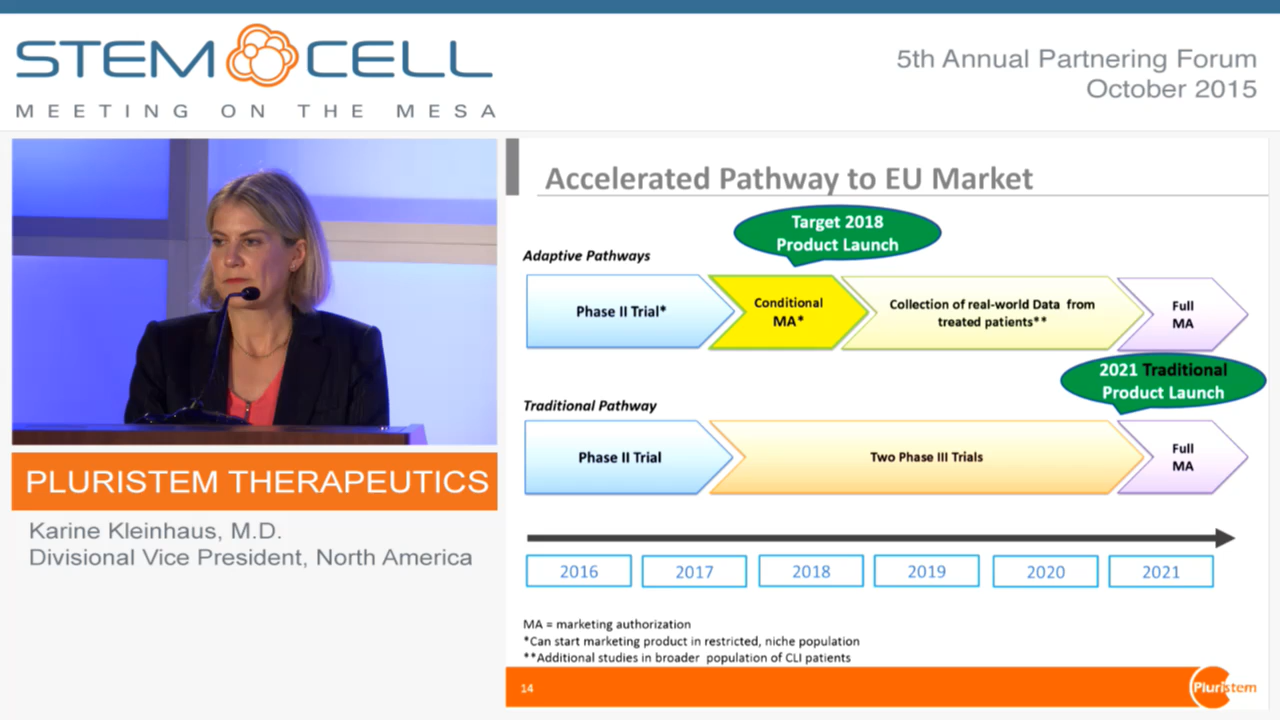 STEM CELL
MEETING ON THE MESA
5th Annual Partnering Forum
October 2015
PLURISTEM THERAPEUTICS
Karine Kleinhaus, M.D.
Divisional Vice President, North America
Accelerated Pathway to EU Market
Target 2018
Product Launch
Adaptive Pathways
Phase II Trial*
Conditional
MA*
Collection of real-world Data from
treated patients**
Full
MA
2021 Traditional
Product Launch
Traditional Pathway
Phase II Trial
Two Phase III Trials
Full
MA
2016
2017
2018
2019
2020
2021
MA = marketing authorization
*Can start marketing product in restricted, niche population
**Additional studies in broader population of CLI patients
14
Pluristem